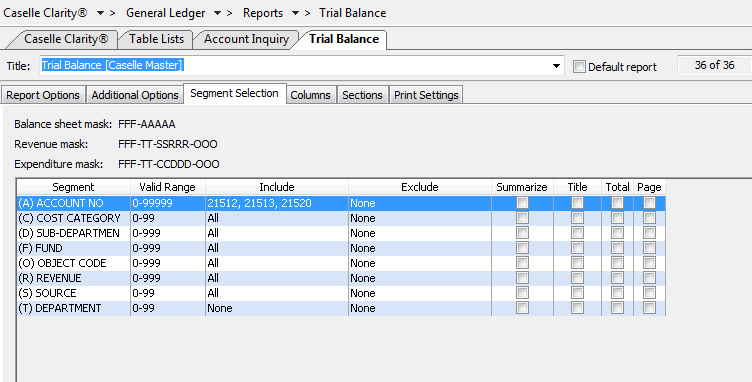 Caselle Clarity® ▾ > General Ledger ▾ > Reports ▾ > Trial Balance
Caselle Clarity® Table Lists Account Inquiry Trial Balance
Title: Trial Balance [Caselle Master] Default report 36 of 36
Report Options Additional Options Segment Selection Columns Sections Print Settings
Balance sheet mask: FFF-AAAAA
Revenue mask: FFF-TT-SSRRR-OOO
Expenditure mask: FFF-TT-CCDDD-OOO
Segment Valid Range Include Exclude Summarize Title Total Page
(A) ACCOUNT NO 0-99999 21512, 21513, 21520 None
(C) COST CATEGORY 0-99 All None
(D) SUB-DEPARTMEN 0-999 All None
(F) FUND 0-999 All None
(O) OBJECT CODE 0-999 All None
(R) REVENUE 0-999 All None
(S) SOURCE 0-99 All None
(T) DEPARTMENT 0-99 None None